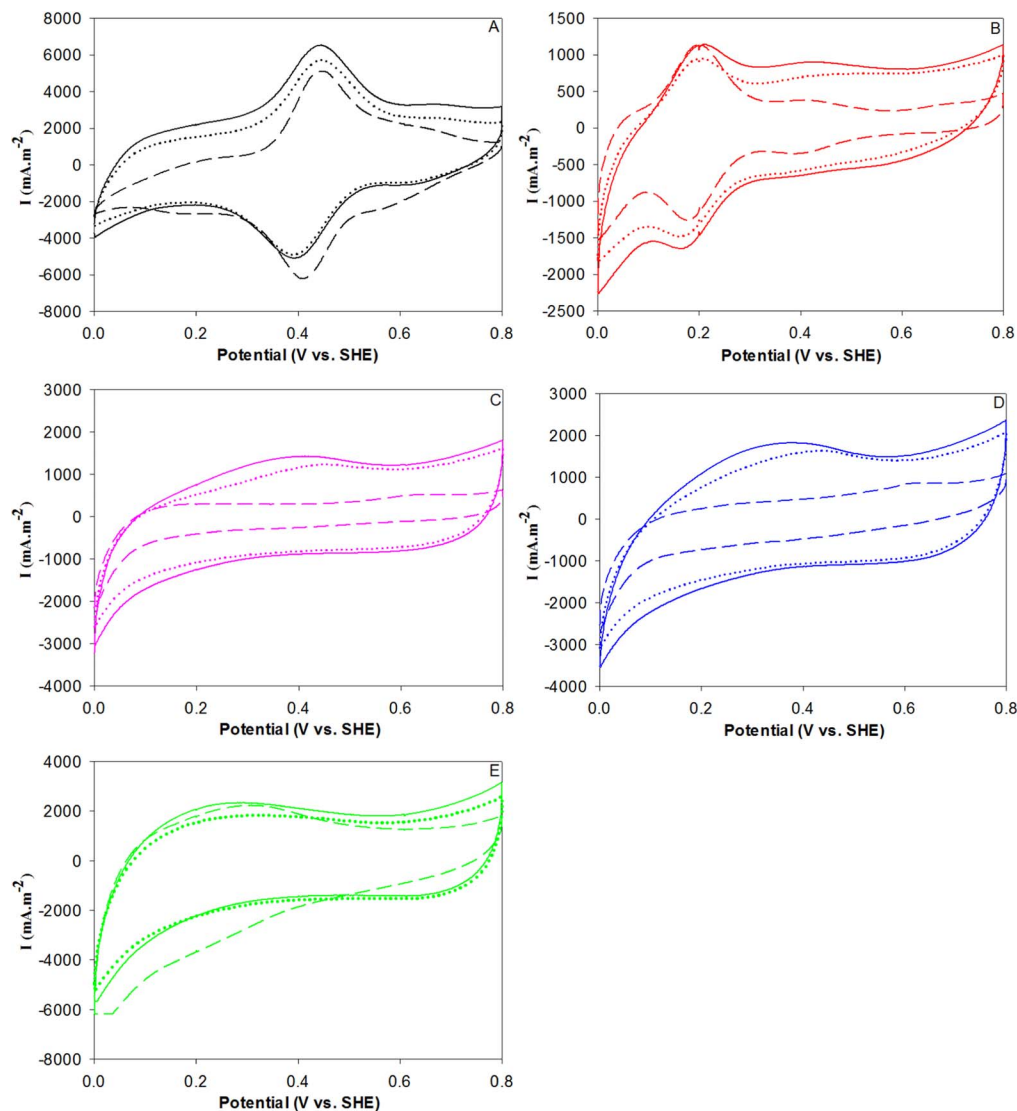 A
I (mA.m-2)
8000
6000
4000
2000
0
-2000
-4000
-6000
-8000
0.0 0.2 0.4 0.6 0.8
Potential (V vs. SHE)
B
I (mA.m-2)
1500
1000
500
0
-500
-1000
-1500
-2000
-2500
0.0 0.2 0.4 0.6 0.8
Potential (V vs. SHE)
C
I (mA.m-2)
3000
2000
1000
0
-1000
-2000
-3000
-4000
0.0 0.2 0.4 0.6 0.8
Potential (V vs. SHE)
D
I (mA.m-2)
3000
2000
1000
0
-1000
-2000
-3000
-4000
0.0 0.2 0.4 0.6 0.8
Potential (V vs. SHE)
E
I (mA.m-2)
4000
2000
0
-2000
-4000
-6000
-8000
0.0 0.2 0.4 0.6 0.8
Potential (V vs. SHE)